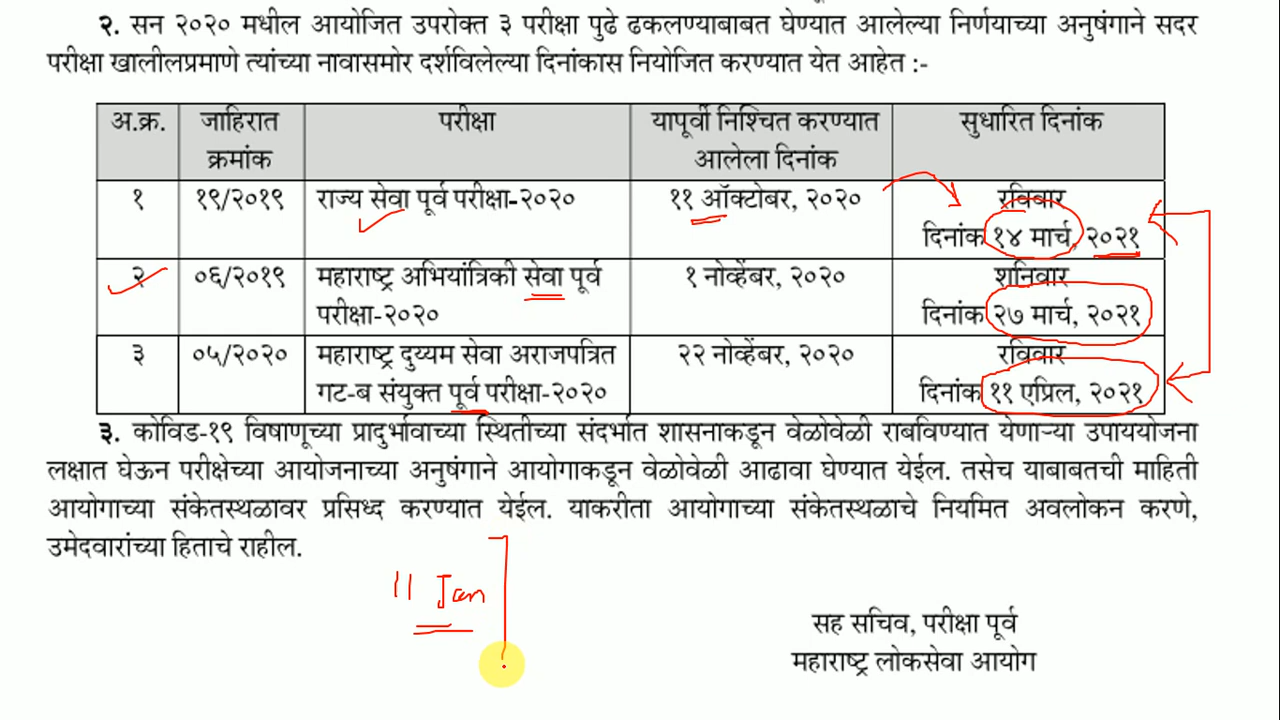 २. सन २०२० मधील आयोजित उपरोक्त ३ परीक्षा पुढे ढकलण्याबाबत घेण्यात आलेल्या निर्णयाच्या अनुषंगाने सदर
परीक्षा खालीलप्रमाणे त्यांच्या नावासमोर दर्शविलेल्या दिनांकास नियोजित करण्यात येत आहेत :-
अ.क्र. जाहिरात परीक्षा यापूर्वी निश्चित करण्यात सुधारित दिनांक
क्रमांक आलेला दिनांक
१ १९/२०१९ राज्य सेवा पूर्व परीक्षा-२०२० ११ ऑक्टोबर, २०२० रविवार
दिनांक १४ मार्च, २०२१
२ ०६/२०१९ महाराष्ट्र अभियांत्रिकी सेवा पूर्व १ नोव्हेंबर, २०२० शनिवार
परीक्षा-२०२० दिनांक २७ मार्च, २०२१
३ ०५/२०२० महाराष्ट्र दुय्यम सेवा अराजपत्रित २२ नोव्हेंबर, २०२० रविवार
गट-ब संयुक्त पूर्व परीक्षा-२०२० दिनांक ११ एप्रिल, २०२१
३. कोविड-१९ विषाणूच्या प्रादुर्भावाच्या स्थितीच्या संदर्भात शासनाकडून वेळोवेळी राबविण्यात येणाऱ्या उपाययोजना
लक्षात घेऊन परीक्षेच्या आयोजनाच्या अनुषंगाने आयोगाकडून वेळोवेळी आढावा घेण्यात येईल. तसेच याबाबतची माहिती
आयोगाच्या संकेतस्थळावर प्रसिध्द करण्यात येईल. याकरीता आयोगाच्या संकेतस्थळाचे नियमित अवलोकन करणे,
उमेदवारांच्या हिताचे राहील.
11 Jan
सह सचिव, परीक्षा पूर्व
महाराष्ट्र लोकसेवा आयोग